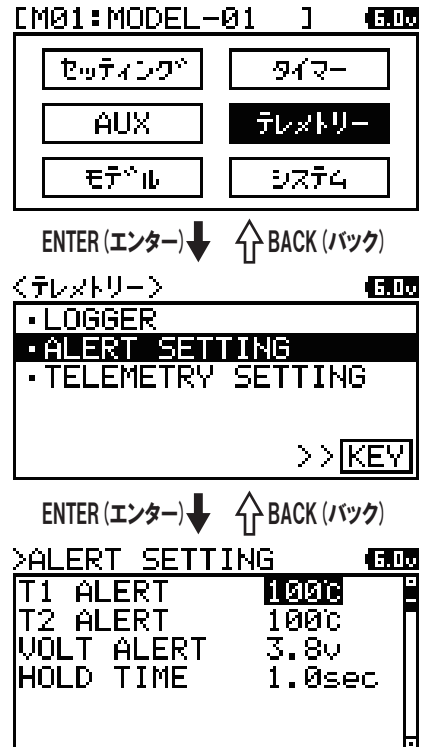 [M01:MODEL-01 ] 6.0v
セッティング タイマー
AUX テレメトリー
モデル システム
ENTER (エンター) BACK (バック)
<テレメトリー> 6.0v
・LOGGER
・ALERT SETTING
・TELEMETRY SETTING
>>KEY
ENTER (エンター) BACK (バック)
>ALERT SETTING 6.0v
T1 ALERT 100℃
T2 ALERT 100℃
VOLT ALERT 3.8v
HOLD TIME 1.0sec